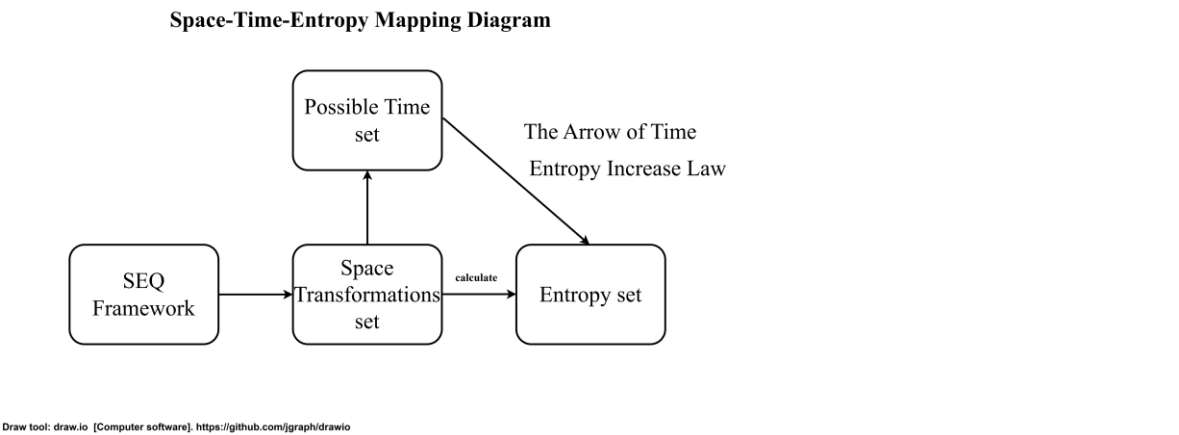 Space-Time-Entropy Mapping Diagram
Possible Time
set
The Arrow of Time
Entropy Increase Law
SEQ
Framework
Space
Transformations
set
calculate
Entropy set
Draw tool: draw.io [Computer software]. https://github.com/jgraph/drawio